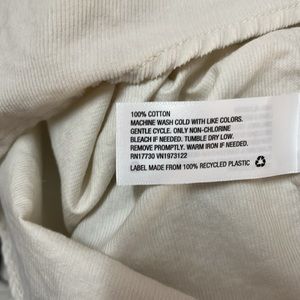 100% COTTON
MACHINE WASH COLD WITH LIKE COLORS.
GENTLE CYCLE. ONLY NON-CHLORINE
BLEACH IF NEEDED. TUMBLE DRY LOW.
REMOVE PROMPTLY. WARM IRON IF NEEDED.
RN17730 VN1973122
LABEL MADE FROM 100% RECYCLED PLASTIC